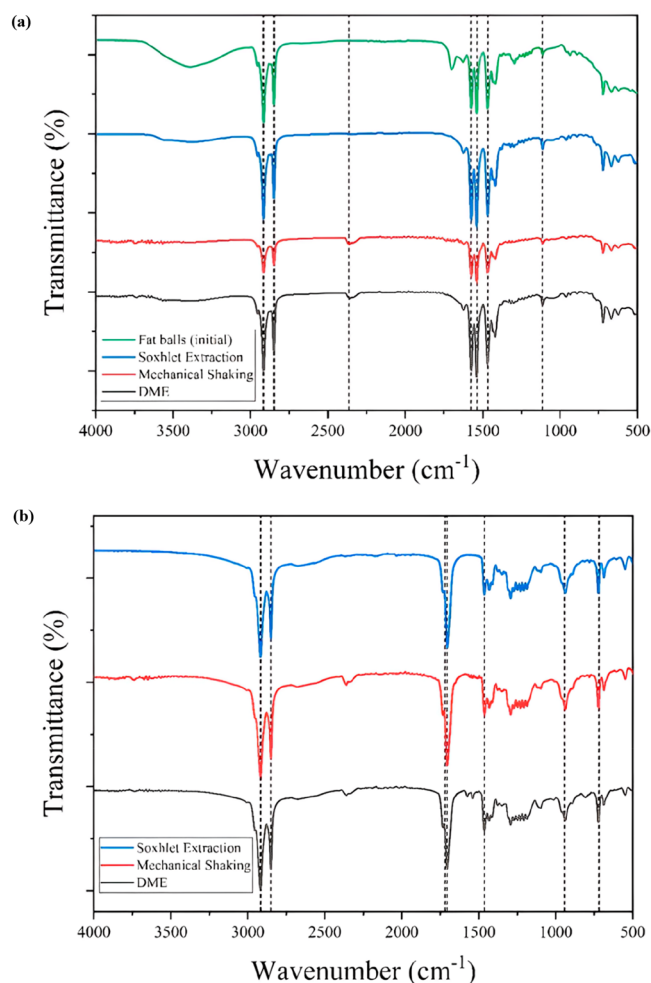 (a)
Transmittance (%)
Fat balls (initial)
Soxhlet Extraction
Mechanical Shaking
DME
4000 3500 3000 2500 2000 1500 1000 500
Wavenumber (cm-1)
(b)
Transmittance (%)
Soxhlet Extraction
Mechanical Shaking
DME
4000 3500 3000 2500 2000 1500 1000 500
Wavenumber (cm-1)